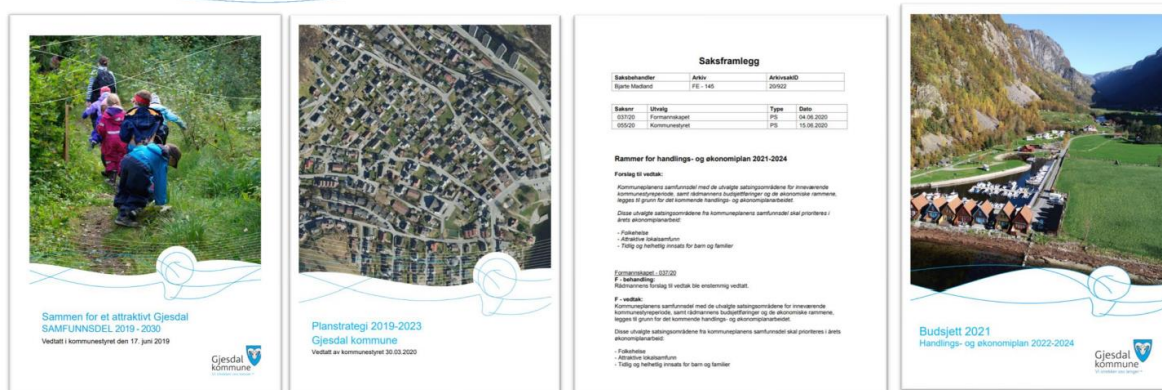 Sammen for et attraktivt Gjesdal
SAMFUNNSDEL 2019 - 2030
Vedtatt i kommunestyret den 17. juni 2019
Gjesdal
kommune
Planstrategi 2019-2023
Gjesdal kommune
Vedtatt av kommunestyret 30.03.2020
Saksframlegg
Saksbehandler Arkiv ArkivsakID
Bjarte Madland FE - 145 20/922
Saksnr Utvalg Type Dato
037/20 Formannskapet PS 04.06.2020
055/20 Kommunestyret PS 15.06.2020
Rammer for handlings- og økonomiplan 2021-2024
Forslag til vedtak:
Kommuneplanens samfunnsdel med de utvalgte satsingsområdene for inneværende
kommunestyreperiode, samt rådmannens budsjettføringer og de økonomiske rammene,
legges til grunn for det kommende handlings- og økonomiplanarbeidet.
Disse utvalgte satsingsområdene fra kommuneplanens samfunnsdel skal prioriteres i
årets økonomiplanarbeid:
- Folkehelse
- Attraktive lokalsamfunn
- Tidlig og helhetlig innsats for barn og familier
Formannskapet - 037/20
F - behandling:
Rådmannens forslag til vedtak ble enstemmig vedtatt.
F - vedtak:
Kommuneplanens samfunnsdel med de utvalgte satsingsområdene for inneværende
kommunestyreperiode, samt rådmannens budsjettføringer og de økonomiske rammene,
legges til grunn for det kommende handlings- og økonomiplanarbeidet.
Disse utvalgte satsingsområdene fra kommuneplanens samfunnsdel skal prioriteres i årets
økonomiplanarbeid:
- Folkehelse
- Attraktive lokalsamfunn
- Tidlig og helhetlig innsats for barn og familier
Budsjett 2021
Handlings- og økonomiplan 2022-2024
Gjesdal
kommune